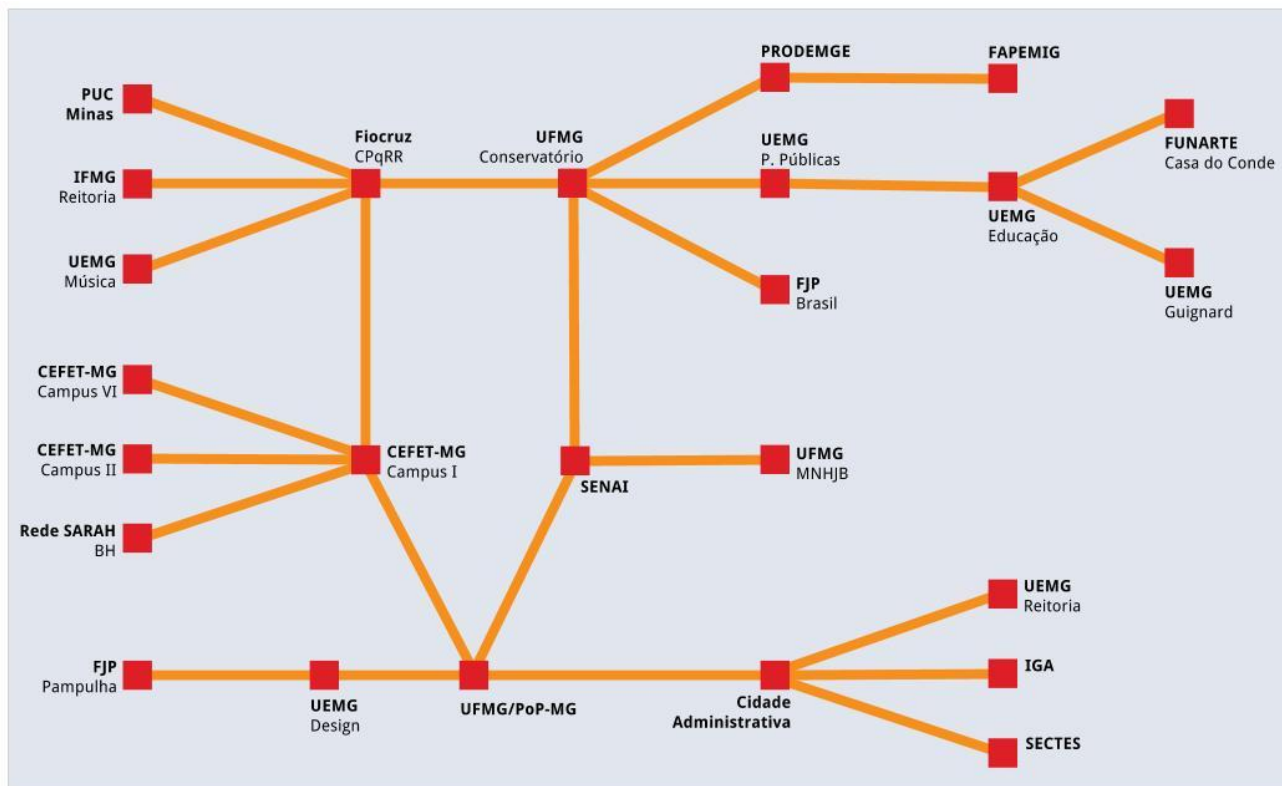 PRODEMGE
FAPEMIG
PUC
Minas
Fiocruz
CPqRR
UFMG
Conservatório
UEMG
P. Públicas
FUNARTE
Casa do Conde
IFMG
Reitoria
UEMG
Educação
UEMG
Música
FJP
Brasil
UEMG
Guignard
CEFET-MG
Campus VI
CEFET-MG
Campus II
CEFET-MG
Campus I
SENAI
UFMG
MNHJB
Rede SARAH
BH
UEMG
Reitoria
FJP
Pampulha
UEMG
Design
UFMG/PoP-MG
Cidade
Administrativa
IGA
SECTES